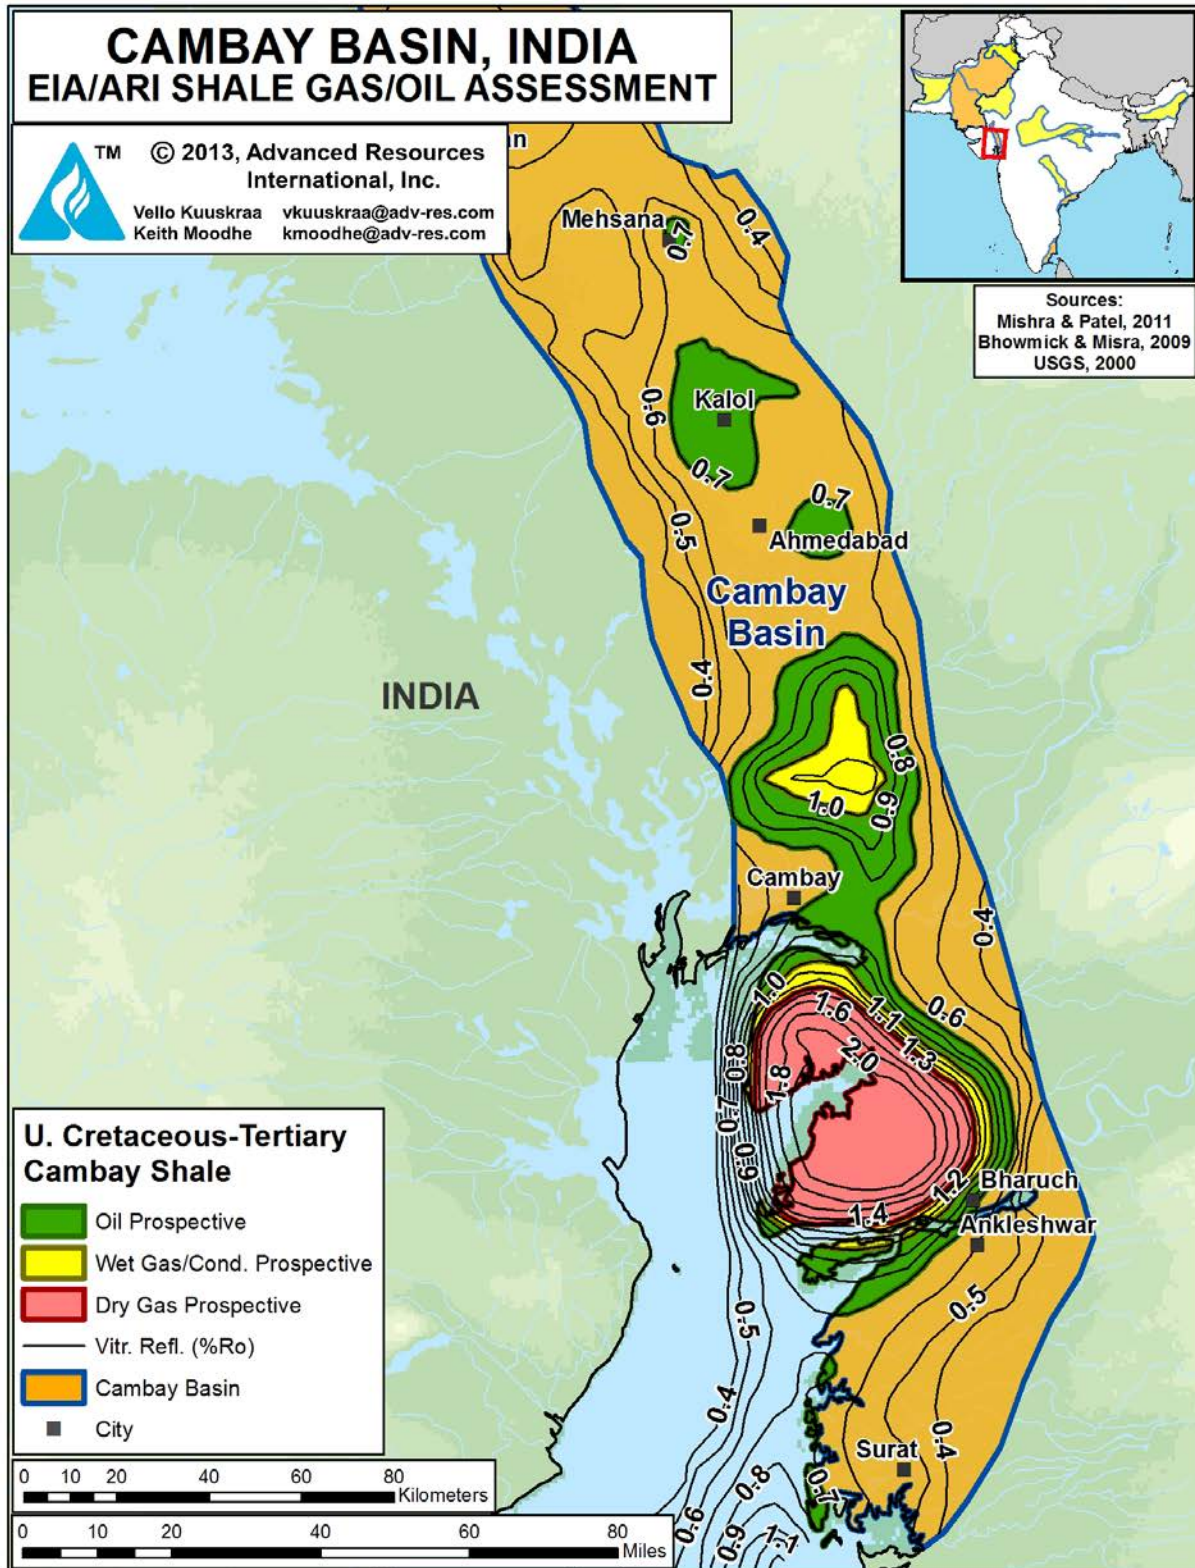 CAMBAY BASIN, INDIA
EIA/ARI SHALE GAS/OIL ASSESSMENT
TM
© 2013, Advanced Resources
International, Inc.
Vello Kuuskraa vkuuskraa@adv-res.com
Keith Moodhe kmoodhe@adv-res.com
Sources:
Mishra & Patel, 2011
Bhowmick & Misra, 2009
USGS, 2000
an
Mehsana
0.7
0.4
Kalol
0.6
0.7
0.7
0.5
Ahmedabad
Cambay
Basin
0.4
INDIA
0.8
1.0
0.9
Cambay
0.4
1.0
1.6
1.1
0.6
1.3
2.0
0.8
1.8
0.7
0.9
1.2
Bharuch
1.4
Ankleshwar
0.5
0.5
0.4
0.4
Surat
0.8
0.7
0.6
0.9
1.1
U. Cretaceous-Tertiary
Cambay Shale
Oil Prospective
Wet Gas/Cond. Prospective
Dry Gas Prospective
Vitr. Refl. (%Ro)
Cambay Basin
City
0 10 20 40 60 80
Kilometers
0 10 20 40 60 80
Miles